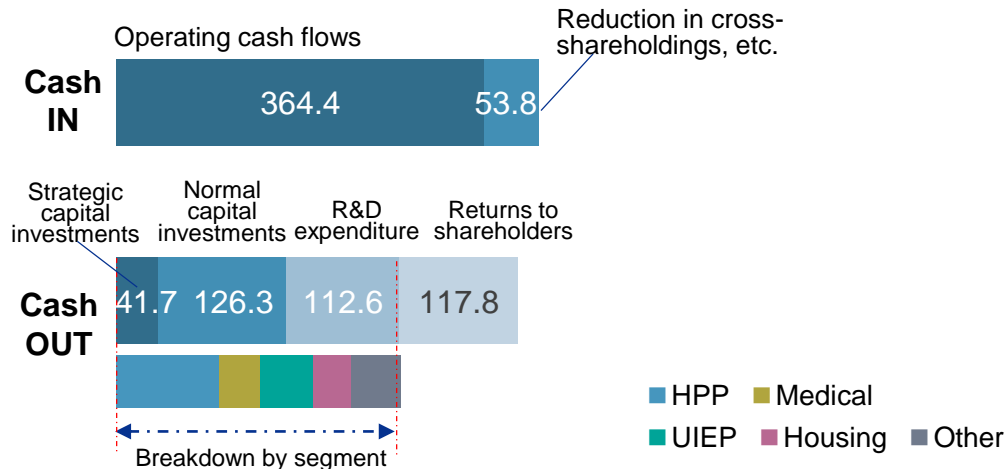 Operating cash flows
Reduction in cross-
shareholdings, etc.
Cash
IN
364.4
53.8
Strategic
capital
investments
Normal
capital
investments
R&D
expenditure
Returns to
shareholders
Cash
OUT
41.7
126.3
112.6
117.8
HPP
Medical
UIEP
Housing
Other
Breakdown by segment